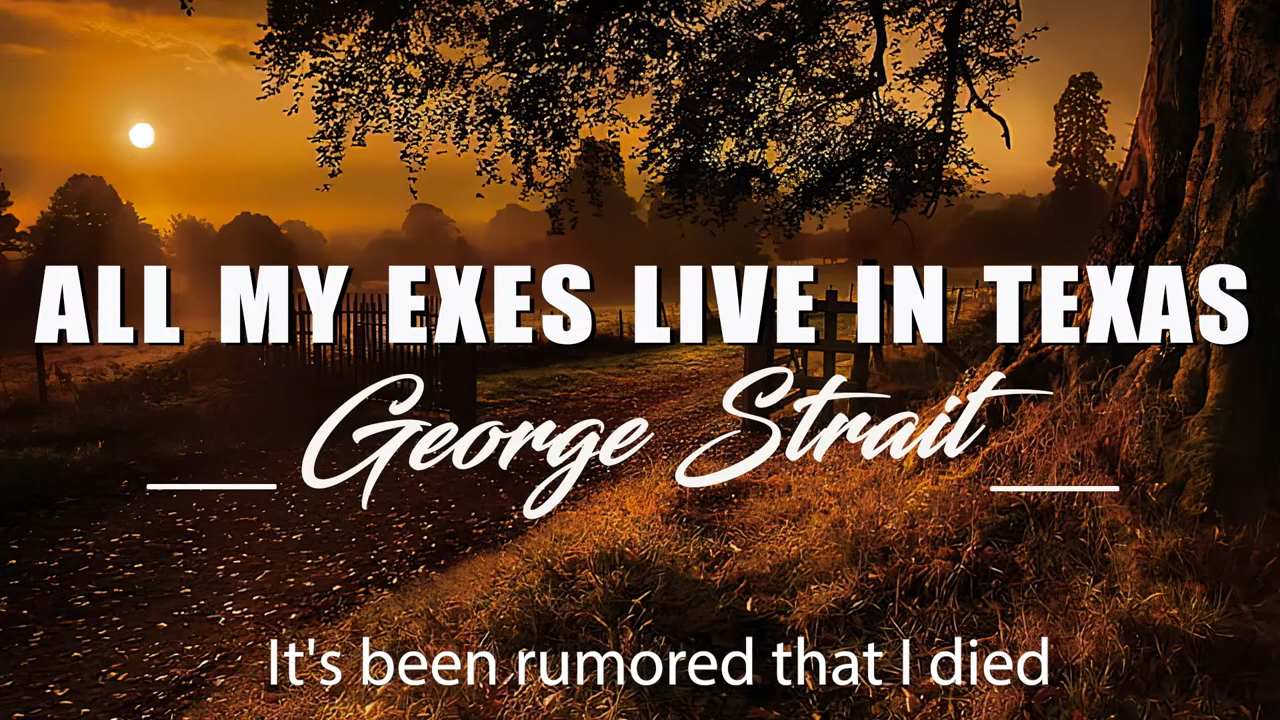 ALL MY EXES LIVE IN TEXAS
George Strait
It's been rumored that I died